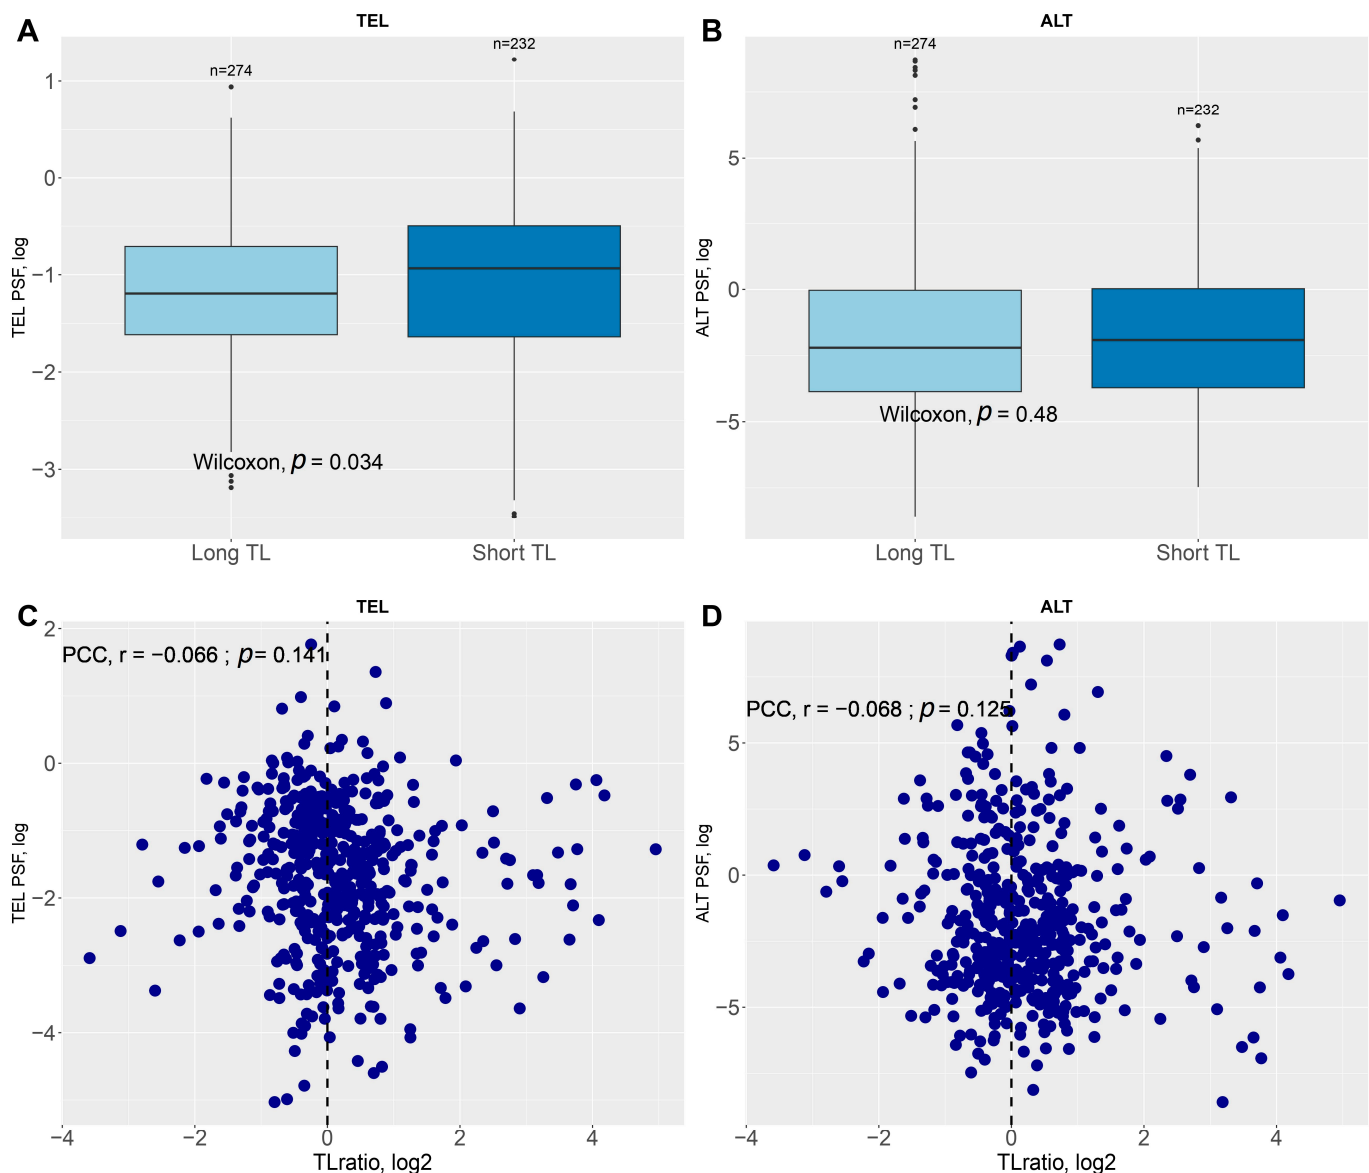 A
TEL
TEL PSF, log
1
0
−1
−2
−3
n=274
n=232
Wilcoxon, p = 0.034
Long TL
Short TL
B
ALT
ALT PSF, log
5
0
−5
n=274
n=232
Wilcoxon, p = 0.48
Long TL
Short TL
C
TEL
TEL PSF, log
2
0
−2
−4
PCC, r = −0.066 ; p = 0.141
−4
−2
0
2
4
TLratio, log2
D
ALT
ALT PSF, log
5
0
−5
PCC, r = −0.068 ; p = 0.125
−4
−2
0
2
4
TLratio, log2